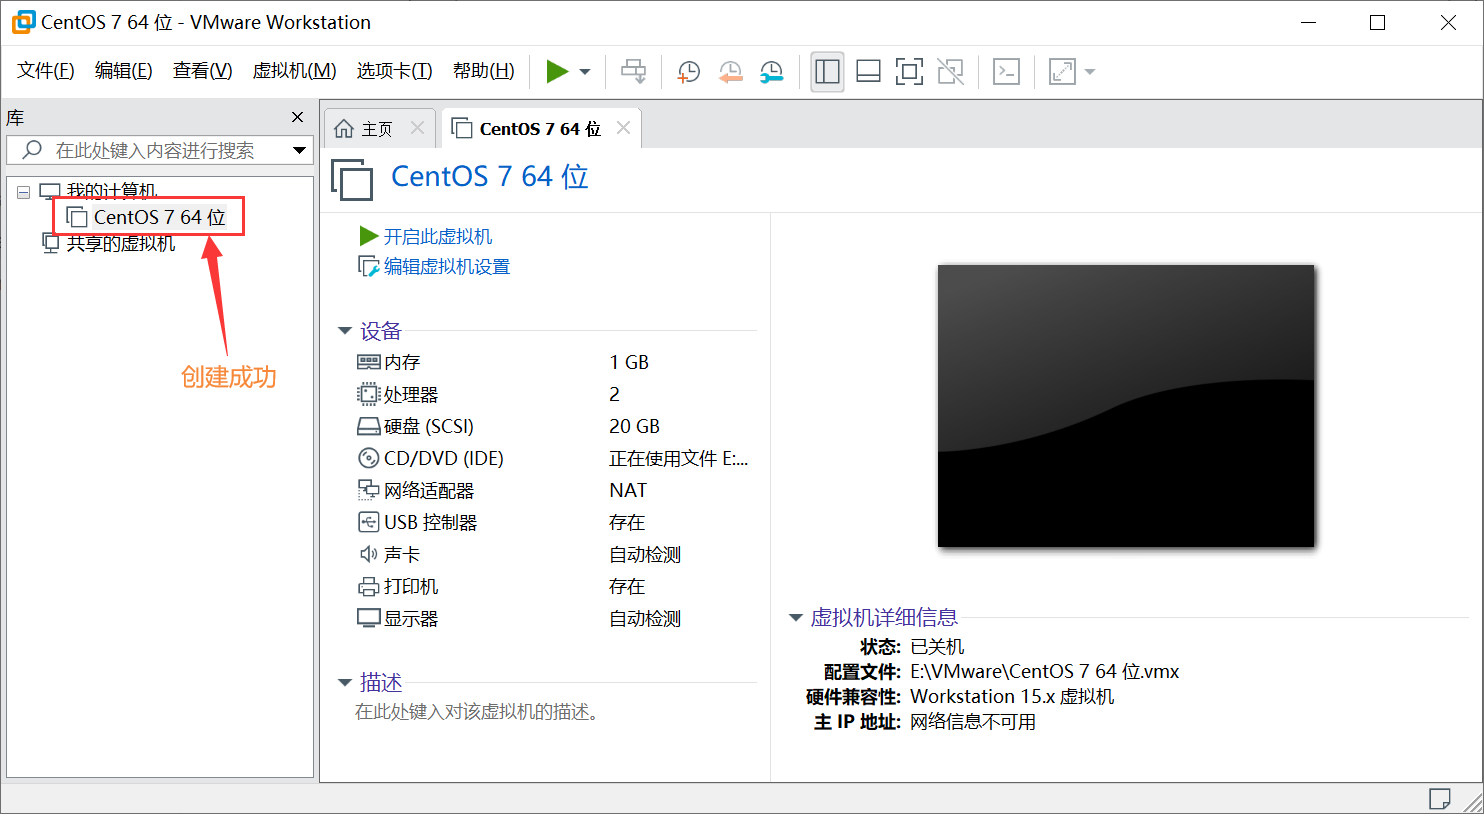 CentOS 7 64 位 - VMware Workstation
文件(F) 编辑(E) 查看(V) 虚拟机(M) 选项卡(T) 帮助(H)
库
在此处键入内容进行搜索
我的计算机
CentOS 7 64 位
共享的虚拟机
创建成功
主页
CentOS 7 64 位
CentOS 7 64 位
开启此虚拟机
编辑虚拟机设置
设备
内存 1 GB
处理器 2
硬盘 (SCSI) 20 GB
CD/DVD (IDE) 正在使用文件 E:...
网络适配器 NAT
USB 控制器 存在
声卡 自动检测
打印机 存在
显示器 自动检测
描述
在此处键入对该虚拟机的描述。
虚拟机详细信息
状态: 已关机
配置文件: E:\VMware\CentOS 7 64 位.vmx
硬件兼容性: Workstation 15.x 虚拟机
主 IP 地址: 网络信息不可用